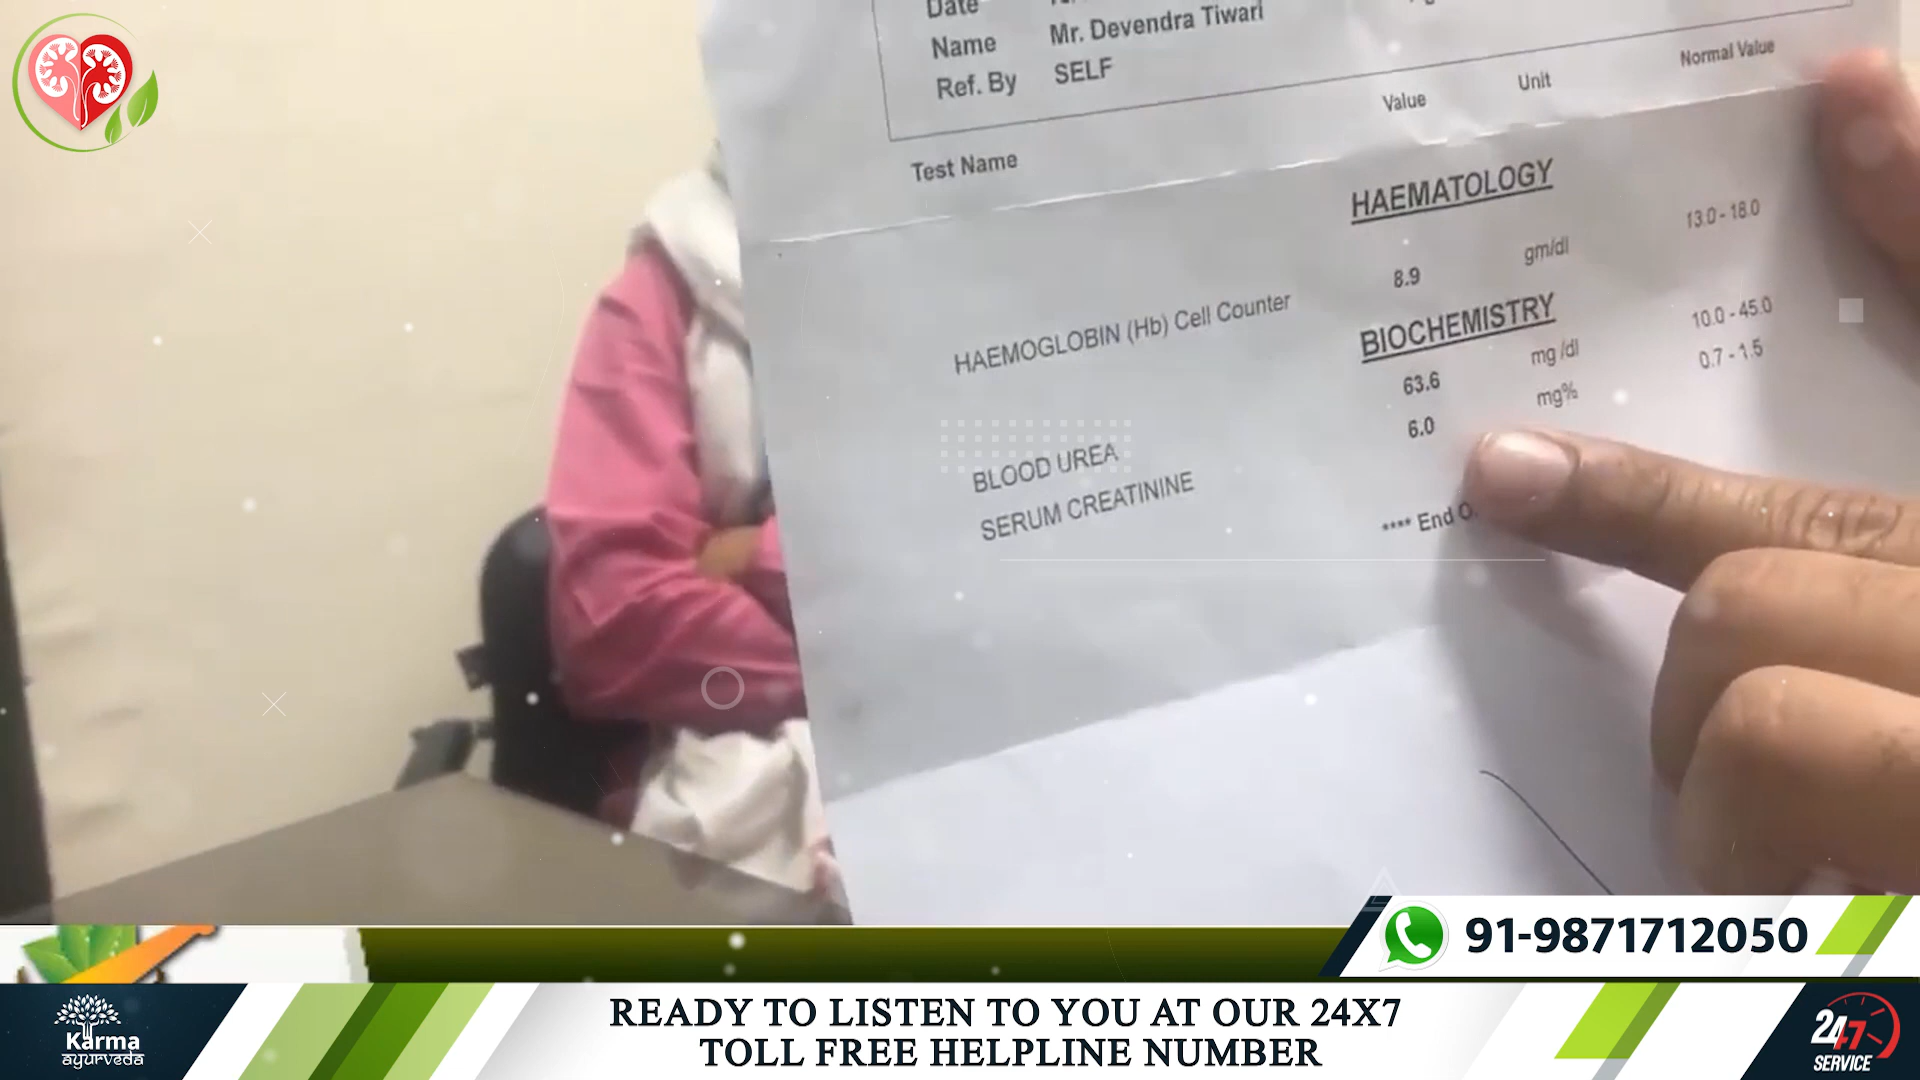 Date
Name Mr. Devendra Tiwari
Ref. By SELF
Test Name Value Unit Normal Value
HAEMATOLOGY
HAEMOGLOBIN (Hb) Cell Counter 8.9 gm/dl 13.0 - 18.0
BIOCHEMISTRY
BLOOD UREA 63.6 mg /dl 10.0 - 45.0
SERUM CREATININE 6.0 mg% 0.7 - 1.5
**** End O
91-9871712050
Karma
ayurveda
READY TO LISTEN TO YOU AT OUR 24X7
TOLL FREE HELPLINE NUMBER
24*7
SERVICE